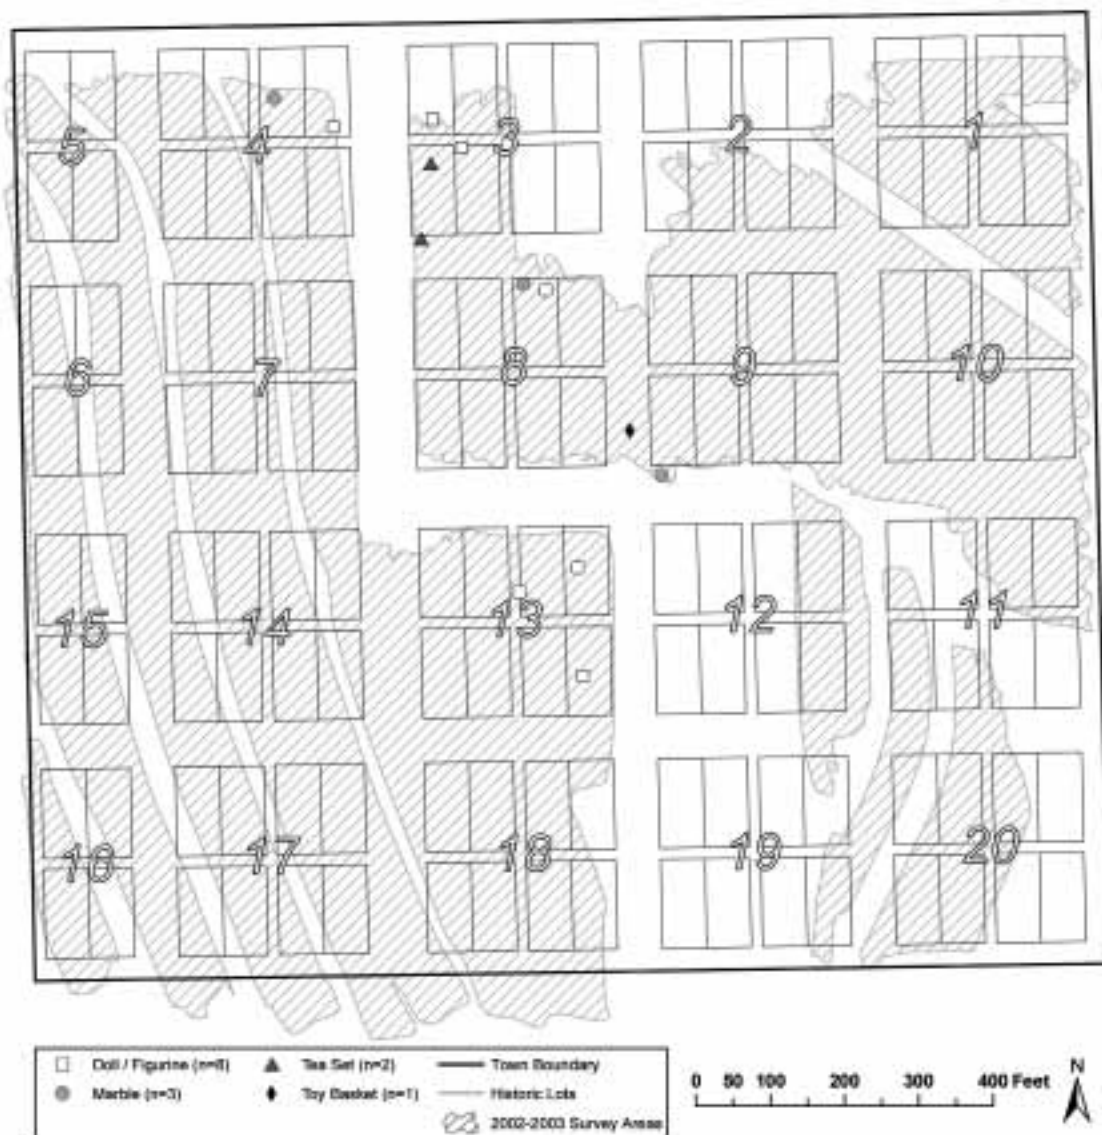 5 4 3 2 1
6 7 8 9 10
15 14 13 12 11
16 17 18 19 20
Doll / Figurine (n=8)
Marble (n=3)
Tea Set (n=2)
Toy Basket (n=1)
Town Boundary
Historic Lots
2002-2003 Survey Areas
0 50 100 200 300 400 Feet
N